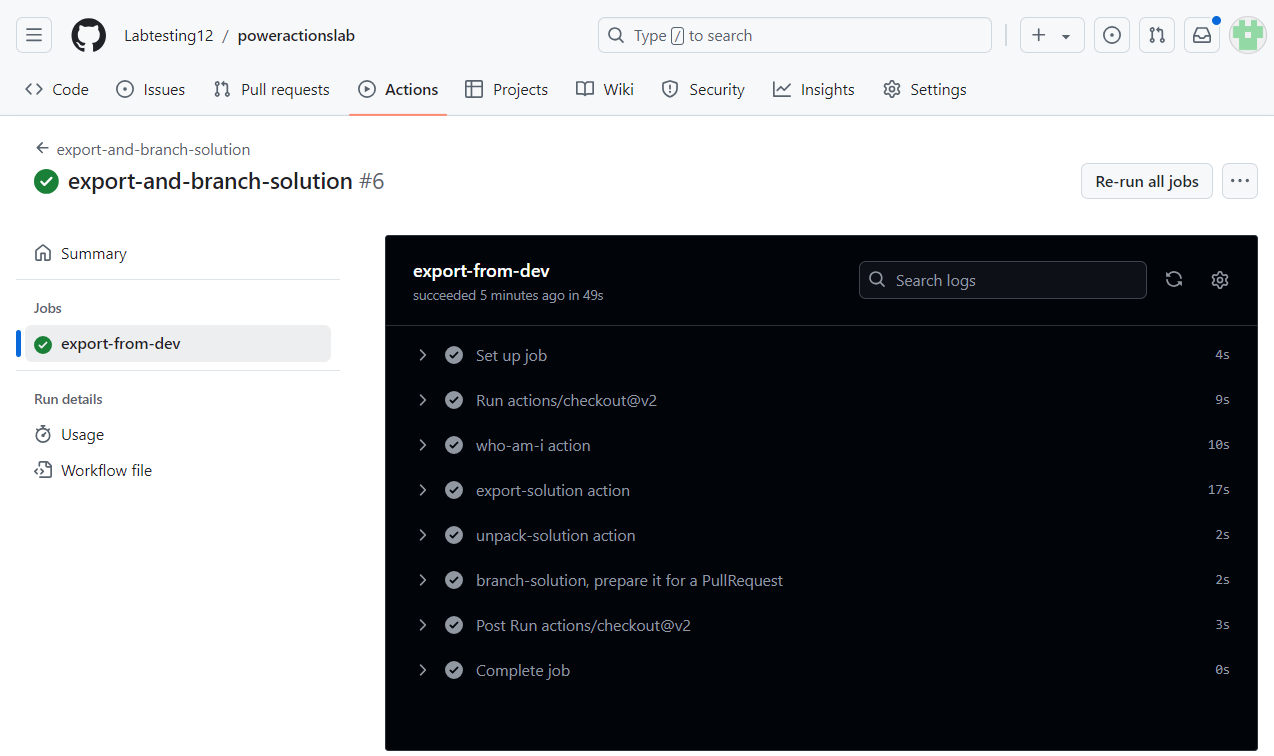 Labtesting12 / poweractionslab
Type / to search
Code Issues Pull requests Actions Projects Wiki Security Insights Settings
export-and-branch-solution
export-and-branch-solution #6
Re-run all jobs
Summary
Jobs
export-from-dev
Run details
Usage
Workflow file
export-from-dev
succeeded 5 minutes ago in 49s
Search logs
Set up job 4s
Run actions/checkout@v2 9s
who-am-i action 10s
export-solution action 17s
unpack-solution action 2s
branch-solution, prepare it for a PullRequest 2s
Post Run actions/checkout@v2 3s
Complete job 0s